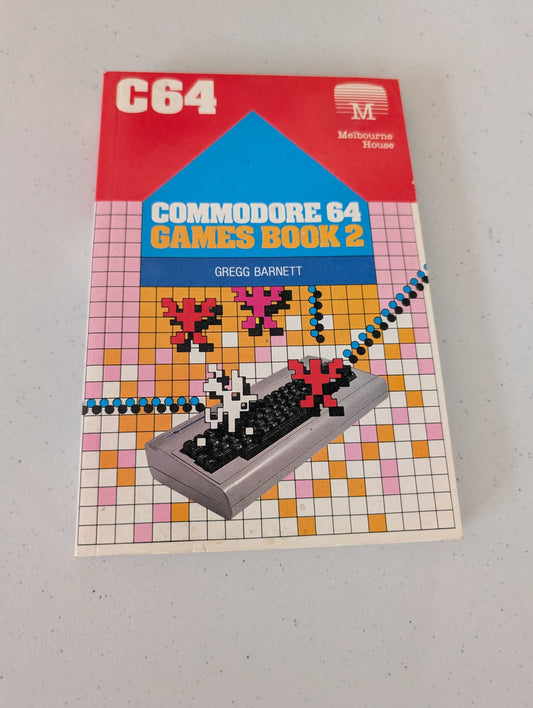 C64
M
Melbourne
House
COMMODORE 64
GAMES BOOK 2
GREGG BARNETT